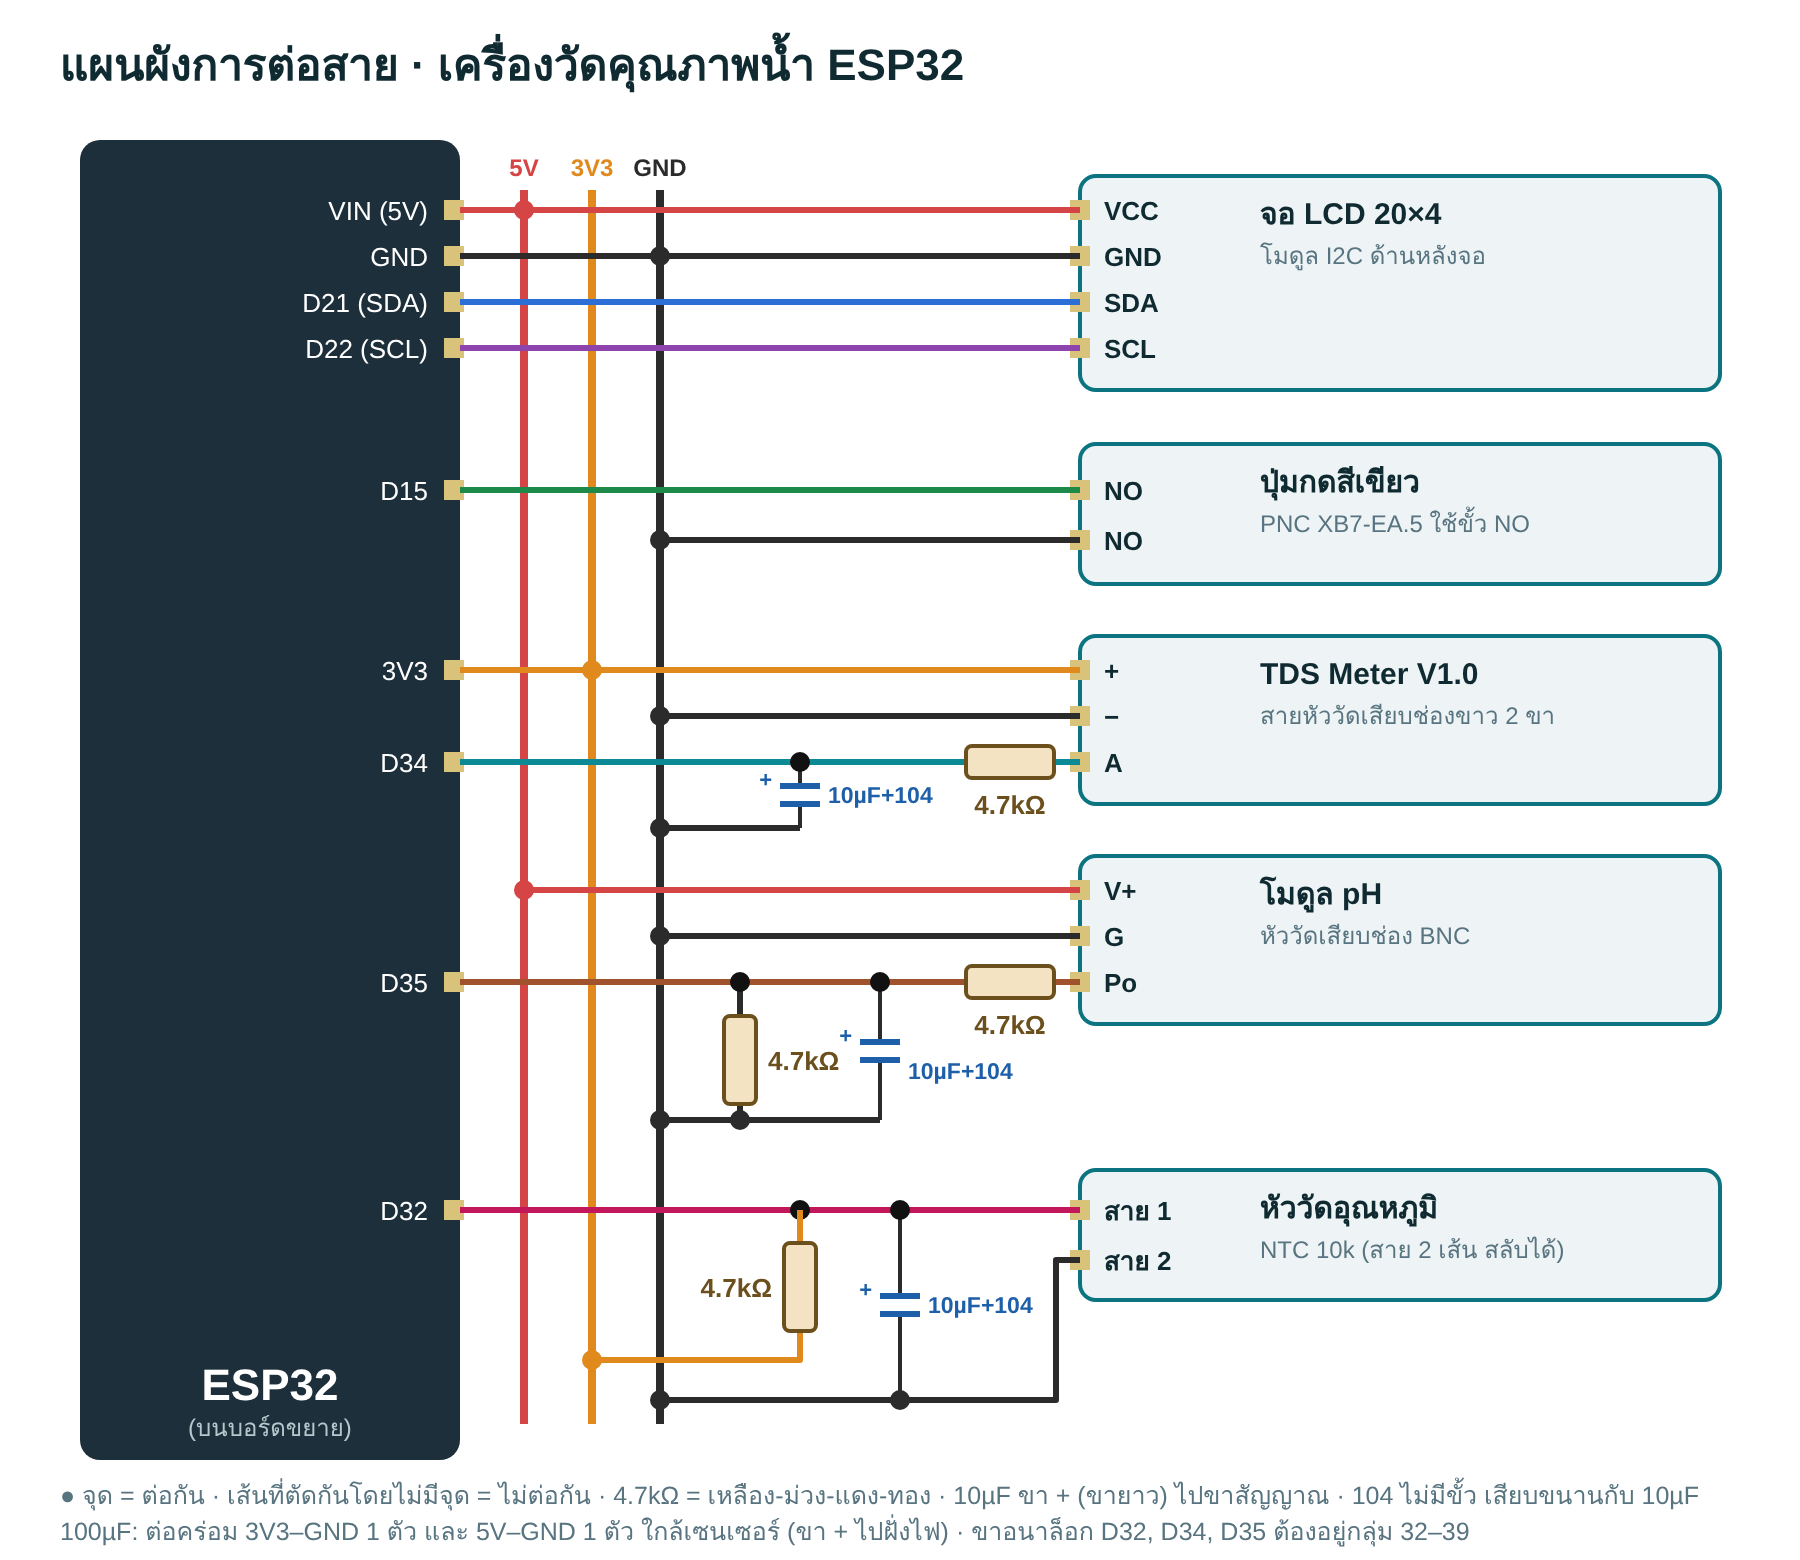 แผนผังการต่อสาย · เครื่องวัดคุณภาพน้ำ ESP32
5V 3V3 GND
VIN (5V)
GND
D21 (SDA)
D22 (SCL)
VCC
GND
SDA
SCL
จอ LCD 20×4
โมดูล I2C ด้านหลังจอ
D15
NO
NO
ปุ่มกดสีเขียว
PNC XB7-EA.5 ใช้ขั้ว NO
3V3
D34
+
–
A
TDS Meter V1.0
สายหัววัดเสียบช่องขาว 2 ขา
+
10µF+104
4.7kΩ
V+
G
Po
โมดูล pH
หัววัดเสียบช่อง BNC
D35
4.7kΩ
4.7kΩ
+
10µF+104
D32
สาย 1
สาย 2
หัววัดอุณหภูมิ
NTC 10k (สาย 2 เส้น สลับได้)
4.7kΩ
+
10µF+104
ESP32
(บนบอร์ดขยาย)
● จุด = ต่อกัน · เส้นที่ตัดกันโดยไม่มีจุด = ไม่ต่อกัน · 4.7kΩ = เหลือง-ม่วง-แดง-ทอง · 10µF ขา + (ขายาว) ไปขาสัญญาณ · 104 ไม่มีขั้ว เสียบขนานกับ 10µF
100µF: ต่อคร่อม 3V3–GND 1 ตัว และ 5V–GND 1 ตัว ใกล้เซนเซอร์ (ขา + ไปฝั่งไฟ) · ขาอนาล็อก D32, D34, D35 ต้องอยู่กลุ่ม 32–39